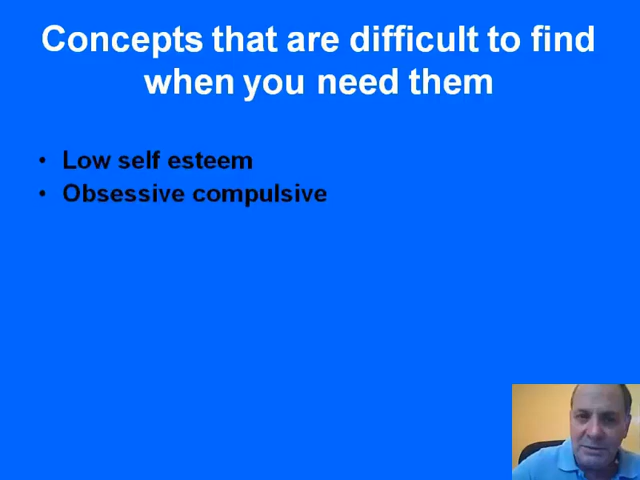 Concepts that are difficult to find
when you need them
• Low self esteem
• Obsessive compulsive